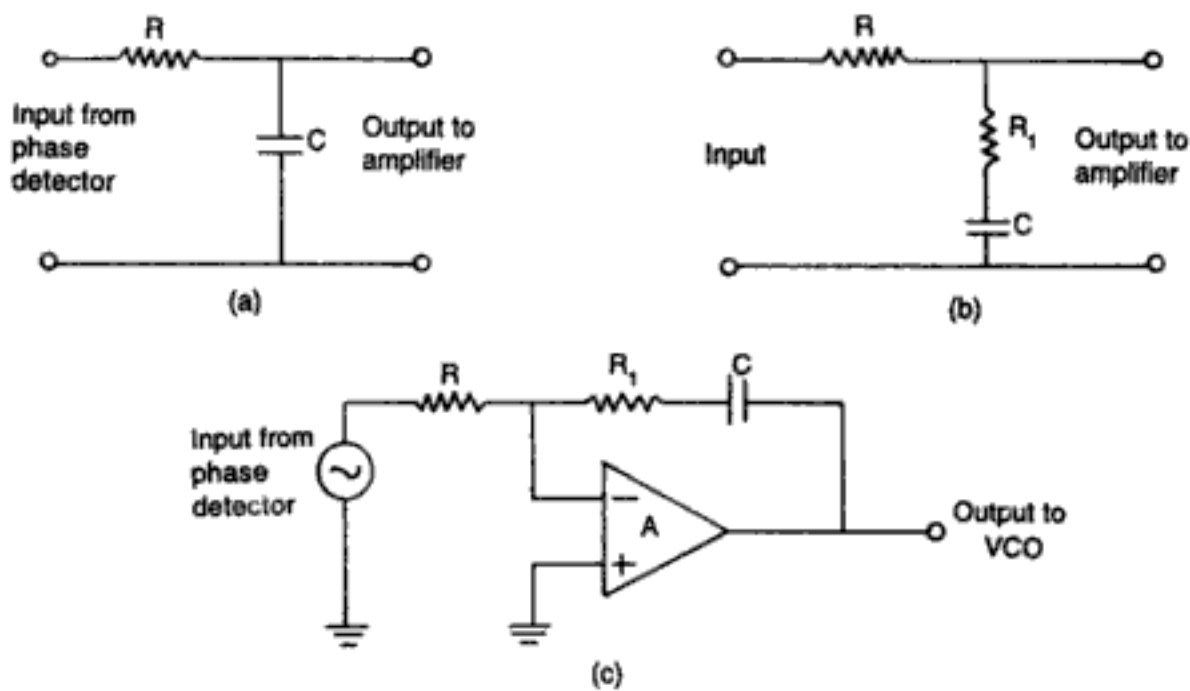 R
Input from
phase
detector
C
Output to
amplifier
(a)
R
Input
R1
C
Output to
amplifier
(b)
R
R1
C
Input from
phase
detector
~
−
A
+
Output to
VCO
(c)